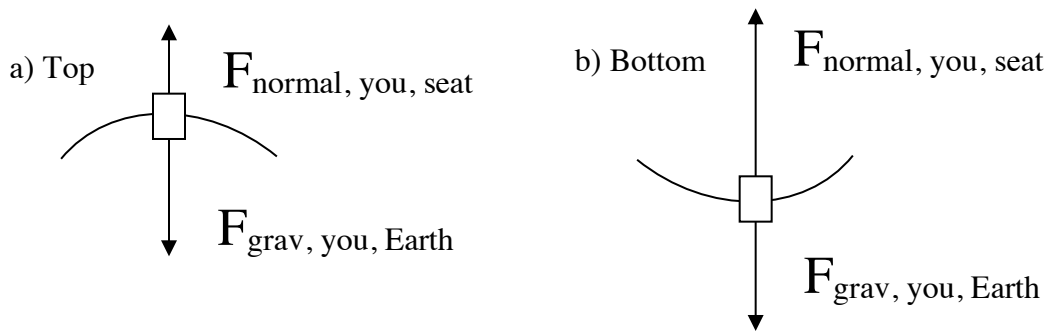 a) Top
F normal, you, seat
F grav, you, Earth
b) Bottom
F normal, you, seat
F grav, you, Earth